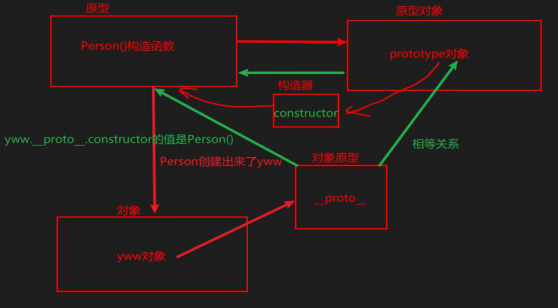 原型
原型对象
Person()构造函数
prototype对象
构造器
constructor
yww.__proto__.constructor的值是Person()
相等关系
对象原型
Person创建出来了yww
__proto__
对象
yww对象